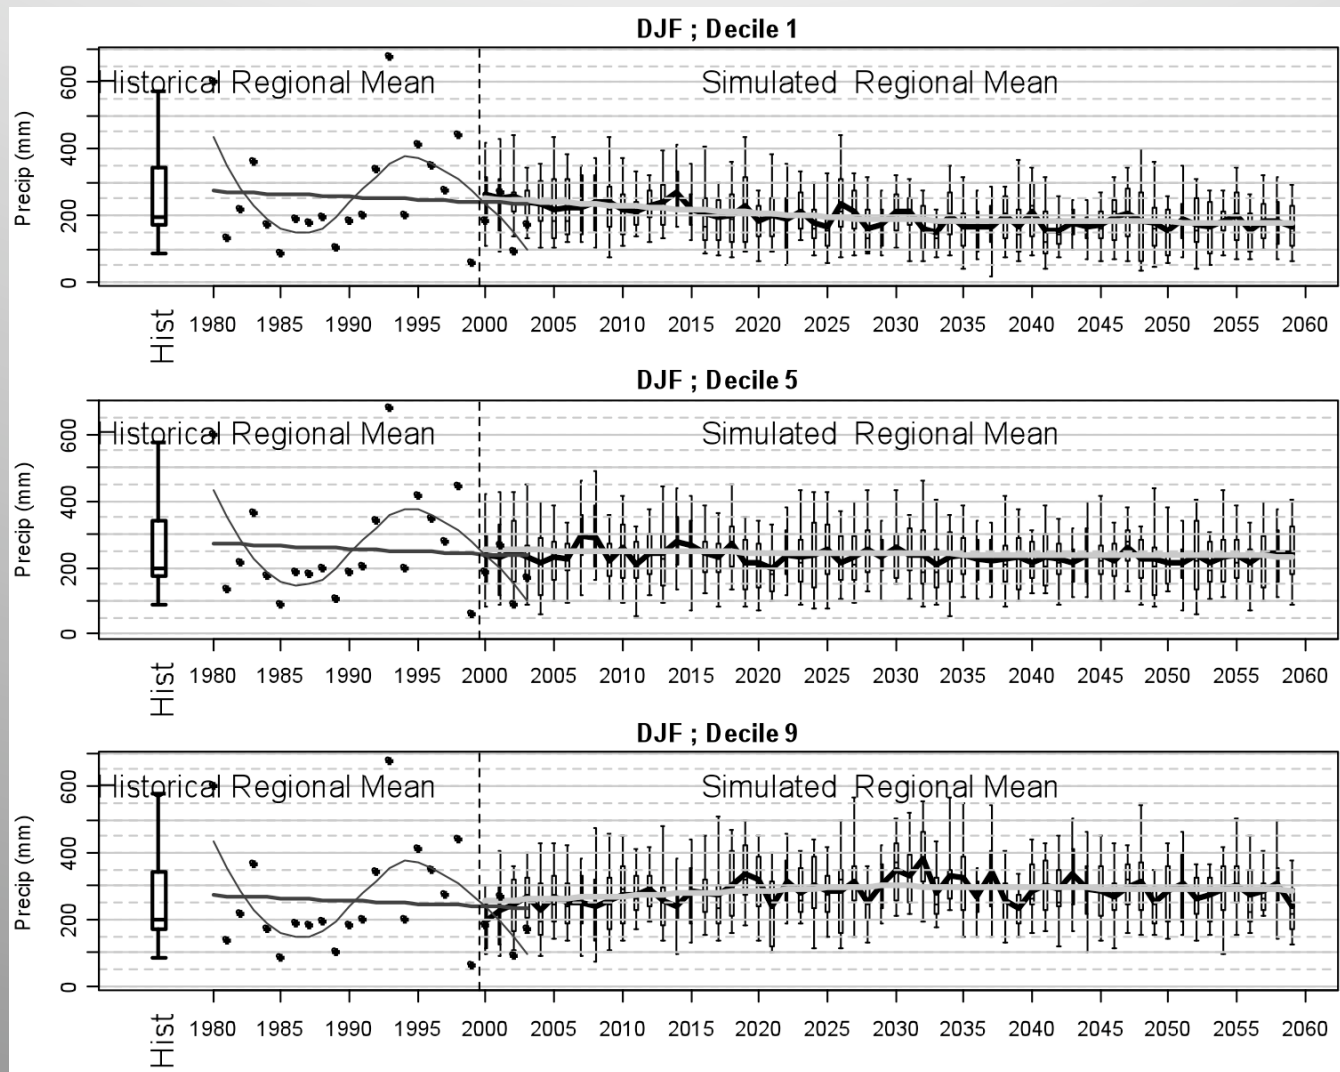 DJF ; Decile 1
Precip (mm)
600
400
200
0
Historical Regional Mean
Simulated Regional Mean
Hist
1980 1985 1990 1995 2000 2005 2010 2015 2020 2025 2030 2035 2040 2045 2050 2055 2060
DJF ; Decile 5
Precip (mm)
600
400
200
0
Historical Regional Mean
Simulated Regional Mean
Hist
1980 1985 1990 1995 2000 2005 2010 2015 2020 2025 2030 2035 2040 2045 2050 2055 2060
DJF ; Decile 9
Precip (mm)
600
400
200
0
Historical Regional Mean
Simulated Regional Mean
Hist
1980 1985 1990 1995 2000 2005 2010 2015 2020 2025 2030 2035 2040 2045 2050 2055 2060